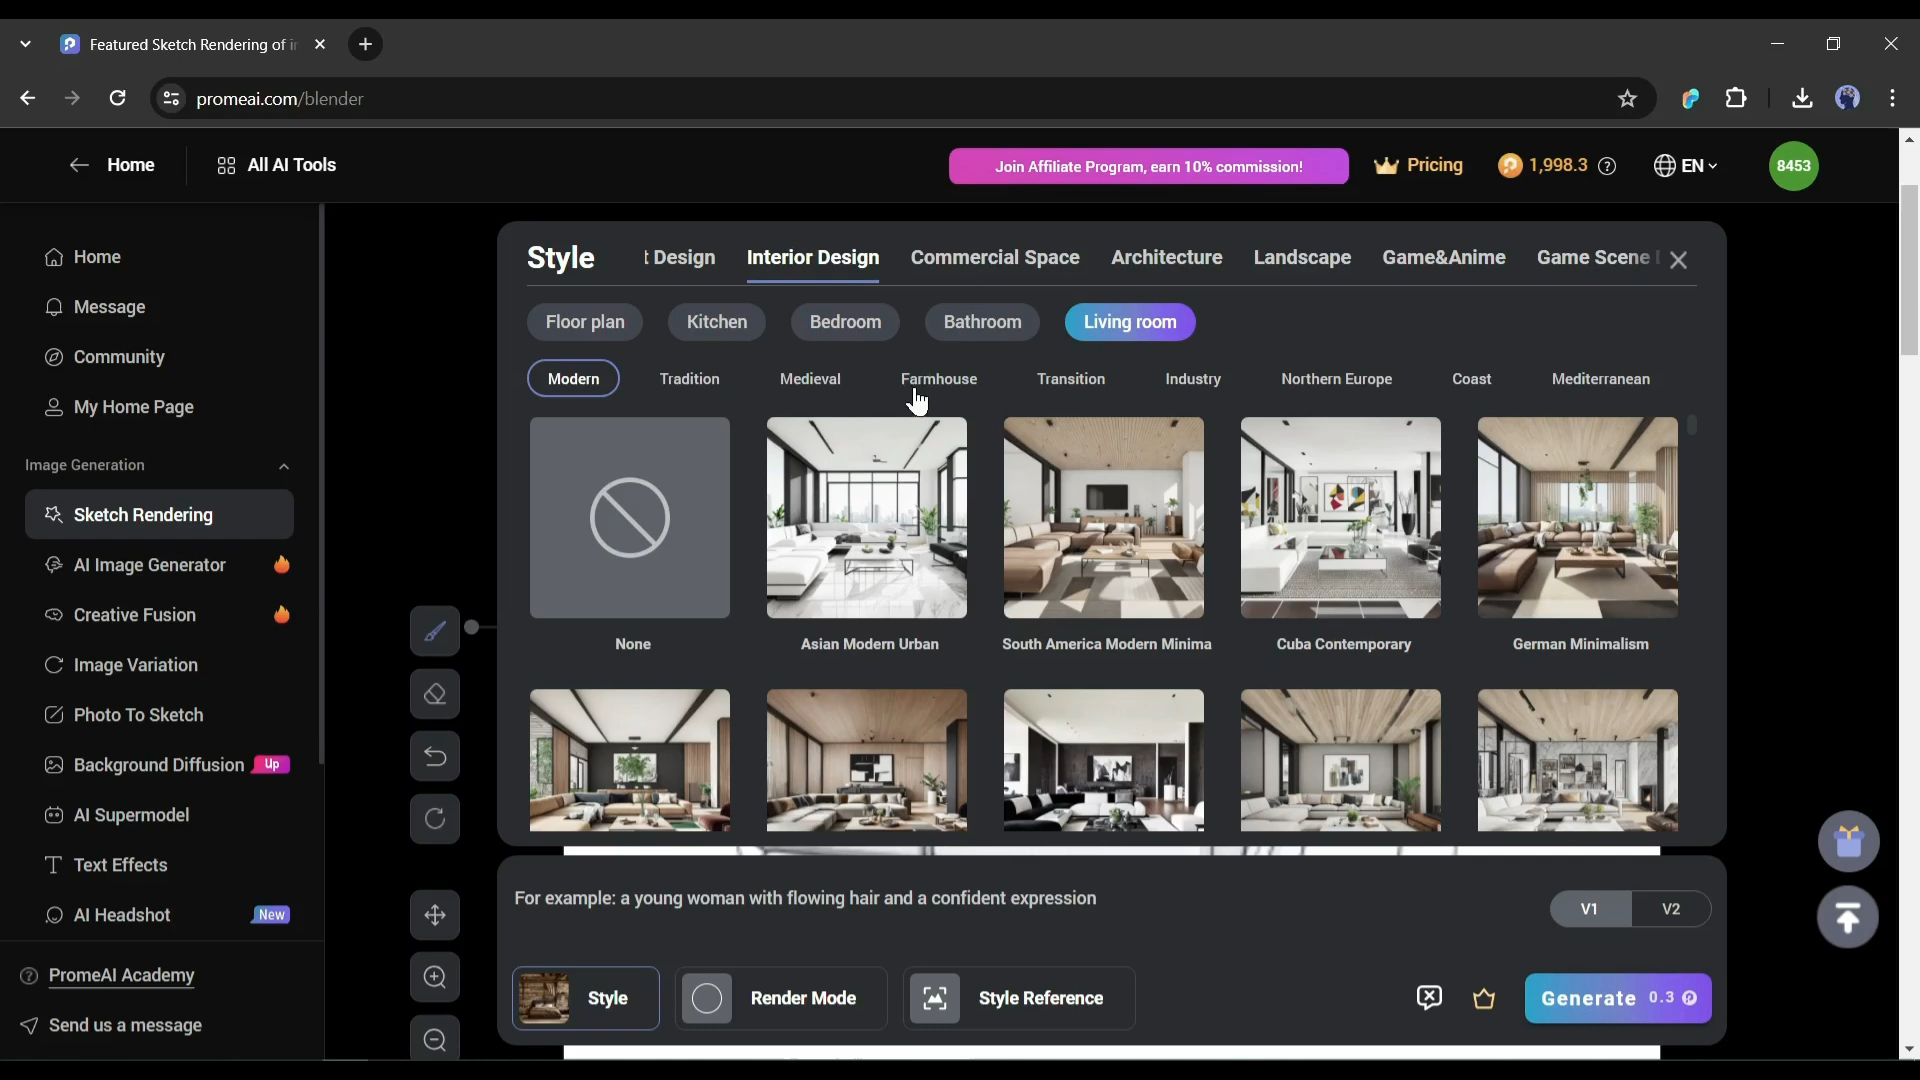 Featured Sketch Rendering of in
promeai.com/blender
Home
All AI Tools
Join Affiliate Program, earn 10% commission!
Pricing
1,998.3
EN
8453
Home
Message
Community
My Home Page
Image Generation
Sketch Rendering
AI Image Generator
Creative Fusion
Image Variation
Photo To Sketch
Background Diffusion Up
AI Supermodel
Text Effects
AI Headshot New
PromeAI Academy
Send us a message
Style t Design Interior Design Commercial Space Architecture Landscape Game&Anime Game Scene
Floor plan Kitchen Bedroom Bathroom Living room
Modern Tradition Medieval Farmhouse Transition Industry Northern Europe Coast Mediterranean
None Asian Modern Urban South America Modern Minima Cuba Contemporary German Minimalism
For example: a young woman with flowing hair and a confident expression
V1 V2
Style Render Mode Style Reference
Generate 0.3